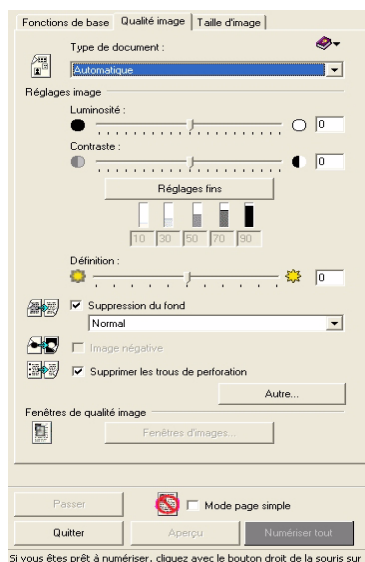 Fonctions de base Qualité image Taille d'image
Type de document :
Automatique
Réglages image
Luminosité :
0
Contraste :
0
Réglages fins
10 30 50 70 90
Définition :
0
Suppression du fond
Normal
Image négative
Supprimer les trous de perforation
Autre...
Fenêtres de qualité image
Fenêtres d'images...
Passer
Mode page simple
Quitter Aperçu Numériser tout
Si vous êtes prêt à numériser, cliquez avec le bouton droit de la souris sur